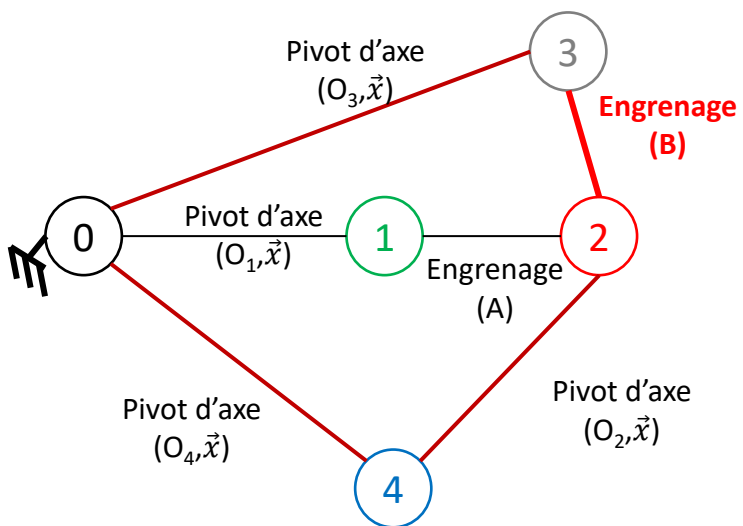 Pivot d'axe
(O₃,x⃗)
3
Engrenage
(B)
0
Pivot d'axe
(O₁,x⃗)
1
Engrenage
(A)
2
Pivot d'axe
(O₄,x⃗)
Pivot d'axe
(O₂,x⃗)
4